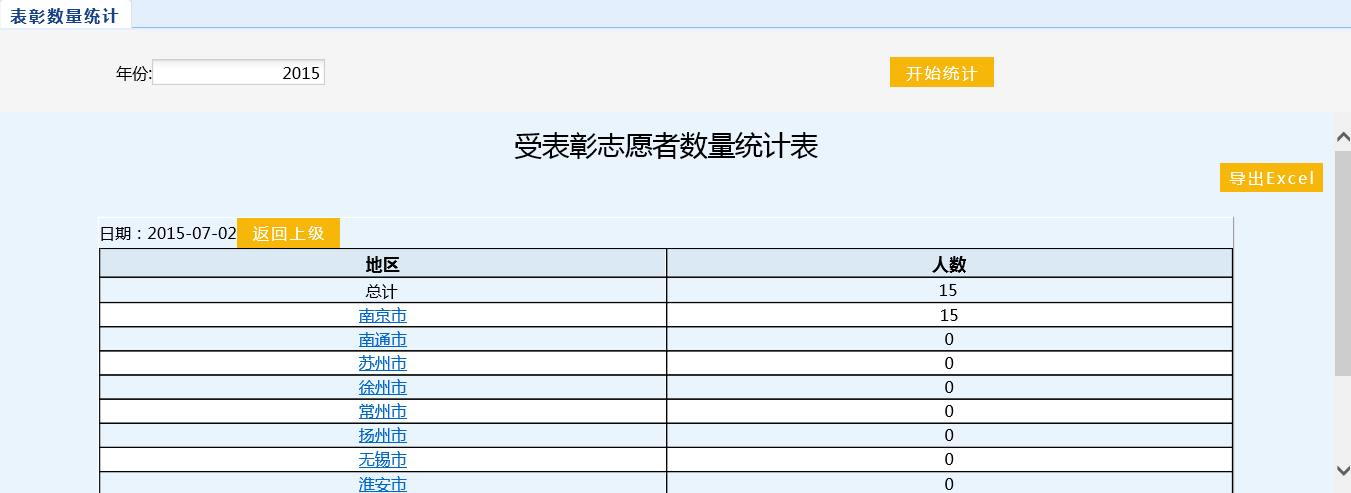 表彰数量统计
年份: 2015 开始统计
受表彰志愿者数量统计表
导出Excel
日期：2015-07-02 返回上级
地区 人数
总计 15
南京市 15
南通市 0
苏州市 0
徐州市 0
常州市 0
扬州市 0
无锡市 0
淮安市 0